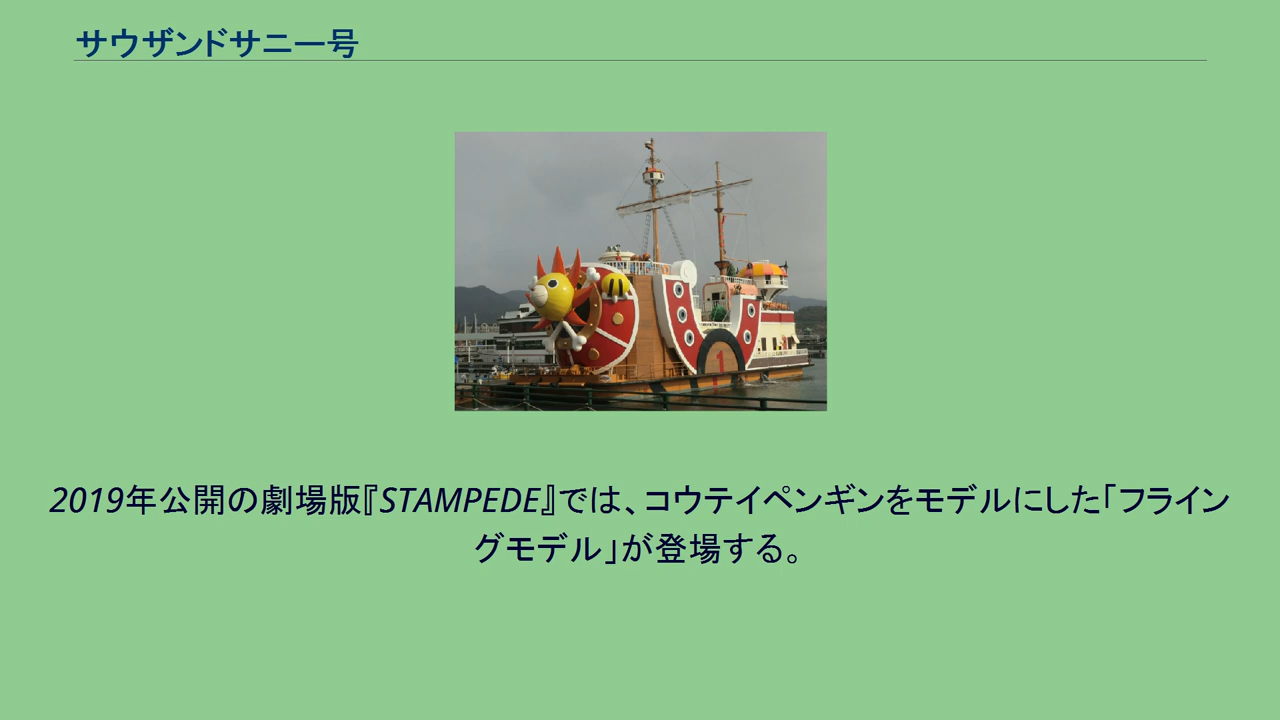 サウザンドサニー号
1
2019年公開の劇場版『STAMPEDE』では、コウテイペンギンをモデルにした「フライン
グモデル」が登場する。